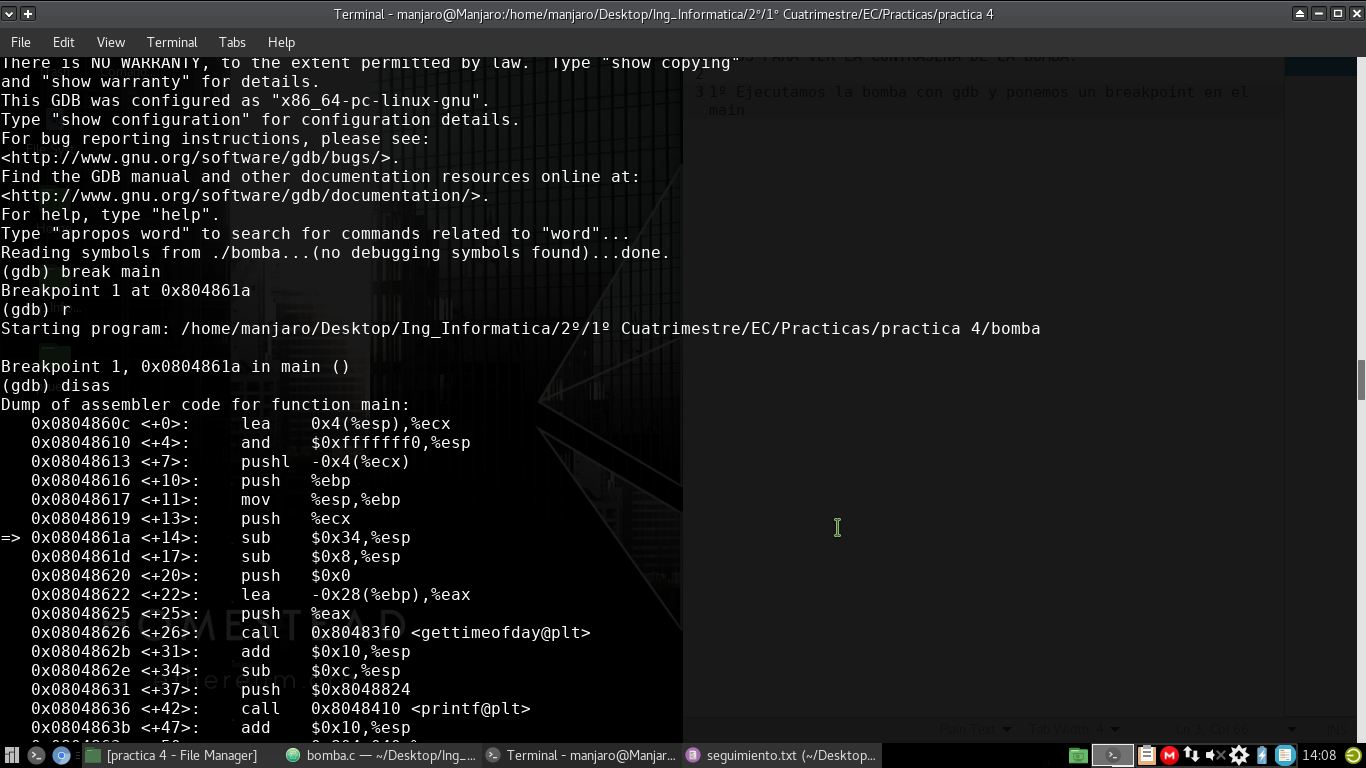 Terminal - manjaro@Manjaro:/home/manjaro/Desktop/Ing_Informatica/2º/1º Cuatrimestre/EC/Practicas/practica 4
File Edit View Terminal Tabs Help
There is NO WARRANTY, to the extent permitted by law.  Type "show copying"
and "show warranty" for details.
This GDB was configured as "x86_64-pc-linux-gnu".
Type "show configuration" for configuration details.
For bug reporting instructions, please see:
<http://www.gnu.org/software/gdb/bugs/>.
Find the GDB manual and other documentation resources online at:
<http://www.gnu.org/software/gdb/documentation/>.
For help, type "help".
Type "apropos word" to search for commands related to "word"...
Reading symbols from ./bomba...(no debugging symbols found)...done.
(gdb) break main
Breakpoint 1 at 0x804861a
(gdb) r
Starting program: /home/manjaro/Desktop/Ing_Informatica/2º/1º Cuatrimestre/EC/Practicas/practica 4/bomba
Breakpoint 1, 0x0804861a in main ()
(gdb) disas
Dump of assembler code for function main:
0x0804860c <+0>: lea 0x4(%esp),%ecx
0x08048610 <+4>: and $0xfffffff0,%esp
0x08048613 <+7>: pushl -0x4(%ecx)
0x08048616 <+10>: push %ebp
0x08048617 <+11>: mov %esp,%ebp
0x08048619 <+13>: push %ecx
=> 0x0804861a <+14>: sub $0x34,%esp
0x0804861d <+17>: sub $0x8,%esp
0x08048620 <+20>: push $0x0
0x08048622 <+22>: lea -0x28(%ebp),%eax
0x08048625 <+25>: push %eax
0x08048626 <+26>: call 0x80483f0 <gettimeofday@plt>
0x0804862b <+31>: add $0x10,%esp
0x0804862e <+34>: sub $0xc,%esp
0x08048631 <+37>: push $0x8048824
0x08048636 <+42>: call 0x8048410 <printf@plt>
0x0804863b <+47>: add $0x10,%esp
PARA VER LA CONTRASEÑA DE LA BOMBA.
2
3 1º Ejecutamos la bomba con gdb y ponemos un breakpoint en el
main
HOMESTEAD
ethereum
Plain Text Tab Width: 4 INS
[practica 4 - File Manager] bomba.c — ~/Desktop/Ing_... Terminal - manjaro@Manjar... seguimiento.txt (~/Desktop... 14:08